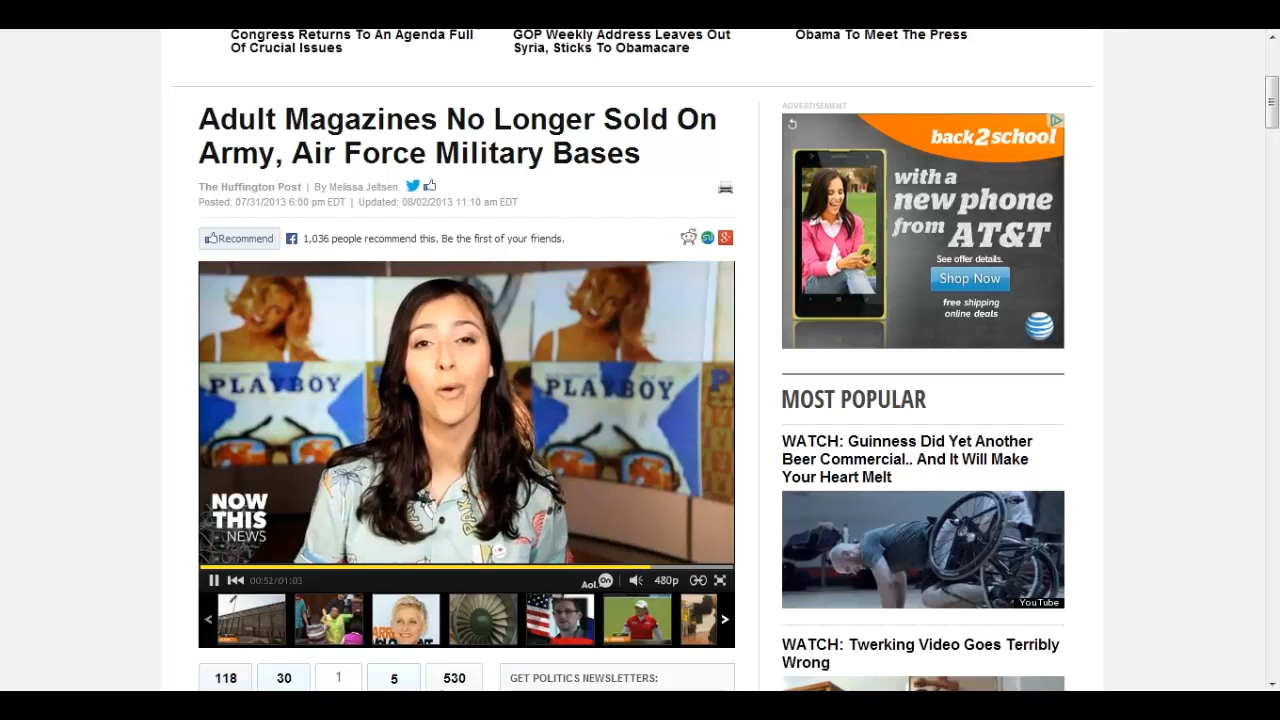 Congress Returns To An Agenda Full
Of Crucial Issues
GOP Weekly Address Leaves Out
Syria, Sticks To Obamacare
Obama To Meet The Press
Adult Magazines No Longer Sold On
Army, Air Force Military Bases
The Huffington Post | By Melissa Jeltsen
Posted: 07/31/2013 6:00 pm EDT | Updated: 08/02/2013 11:10 am EDT
Recommend
1,036 people recommend this. Be the first of your friends.
PLAYBOY
PLAYBOY
NOW
THIS
NEWS
00:52/01:03
Aol.
On
480p
118
30
1
5
530
GET POLITICS NEWSLETTERS:
ADVERTISEMENT
back2school
with a
new phone
from AT&T
See offer details.
Shop Now
free shipping
online deals
MOST POPULAR
WATCH: Guinness Did Yet Another
Beer Commercial.. And It Will Make
Your Heart Melt
YouTube
WATCH: Twerking Video Goes Terribly
Wrong